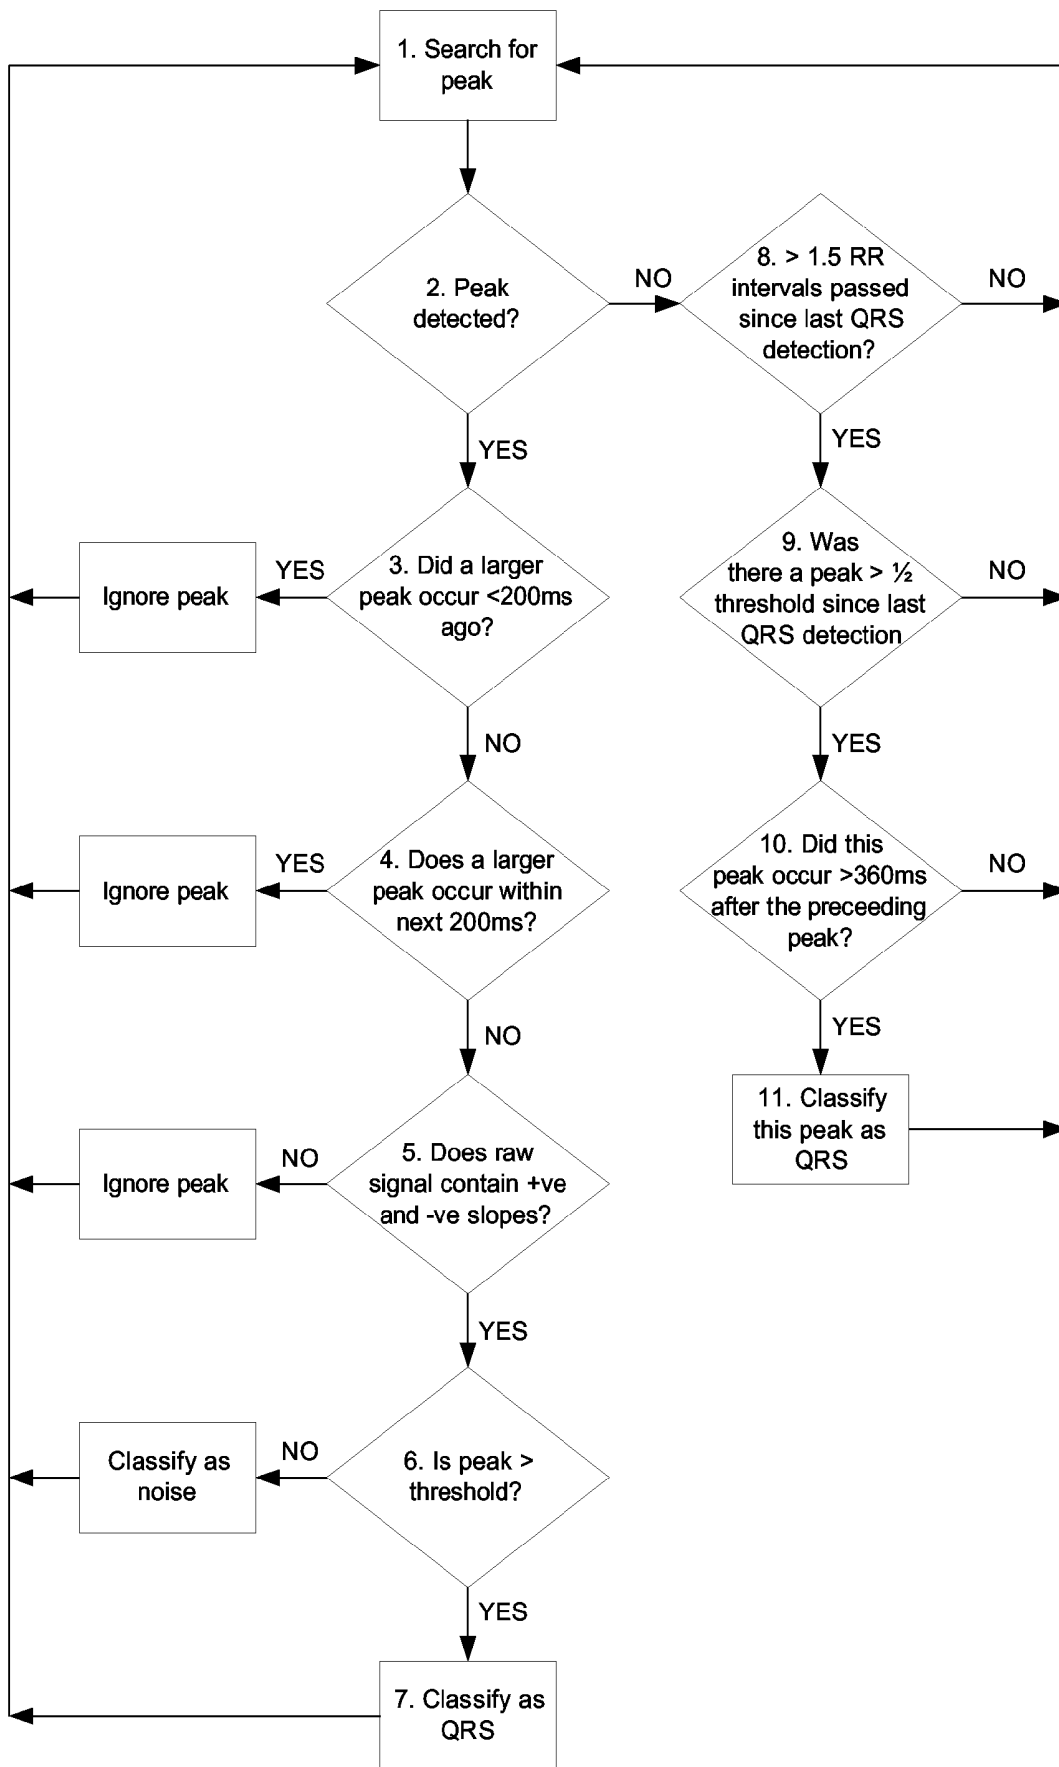 1. Search for
peak
2. Peak
detected?
NO
8. > 1.5 RR
intervals passed
since last QRS
detection?
NO
YES
YES
Ignore peak
YES
3. Did a larger
peak occur <200ms
ago?
9. Was
there a peak > ½
threshold since last
QRS detection
NO
NO
YES
Ignore peak
YES
4. Does a larger
peak occur within
next 200ms?
10. Did this
peak occur >360ms
after the preceeding
peak?
NO
NO
YES
Ignore peak
NO
5. Does raw
signal contain +ve
and -ve slopes?
11. Classify
this peak as
QRS
YES
Classify as
noise
NO
6. Is peak >
threshold?
YES
7. Classify as
QRS